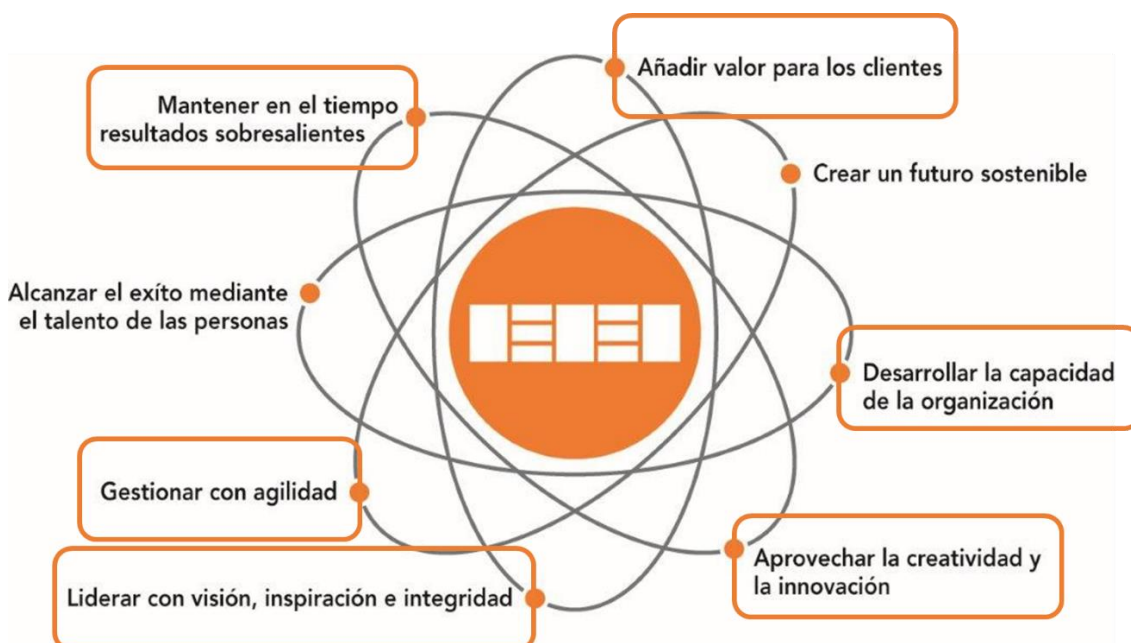 Añadir valor para los clientes
Mantener en el tiempo
resultados sobresalientes
Crear un futuro sostenible
Alcanzar el exíto mediante
el talento de las personas
Desarrollar la capacidad
de la organización
Gestionar con agilidad
Aprovechar la creatividad y
la innovación
Liderar con visión, inspiración e integridad